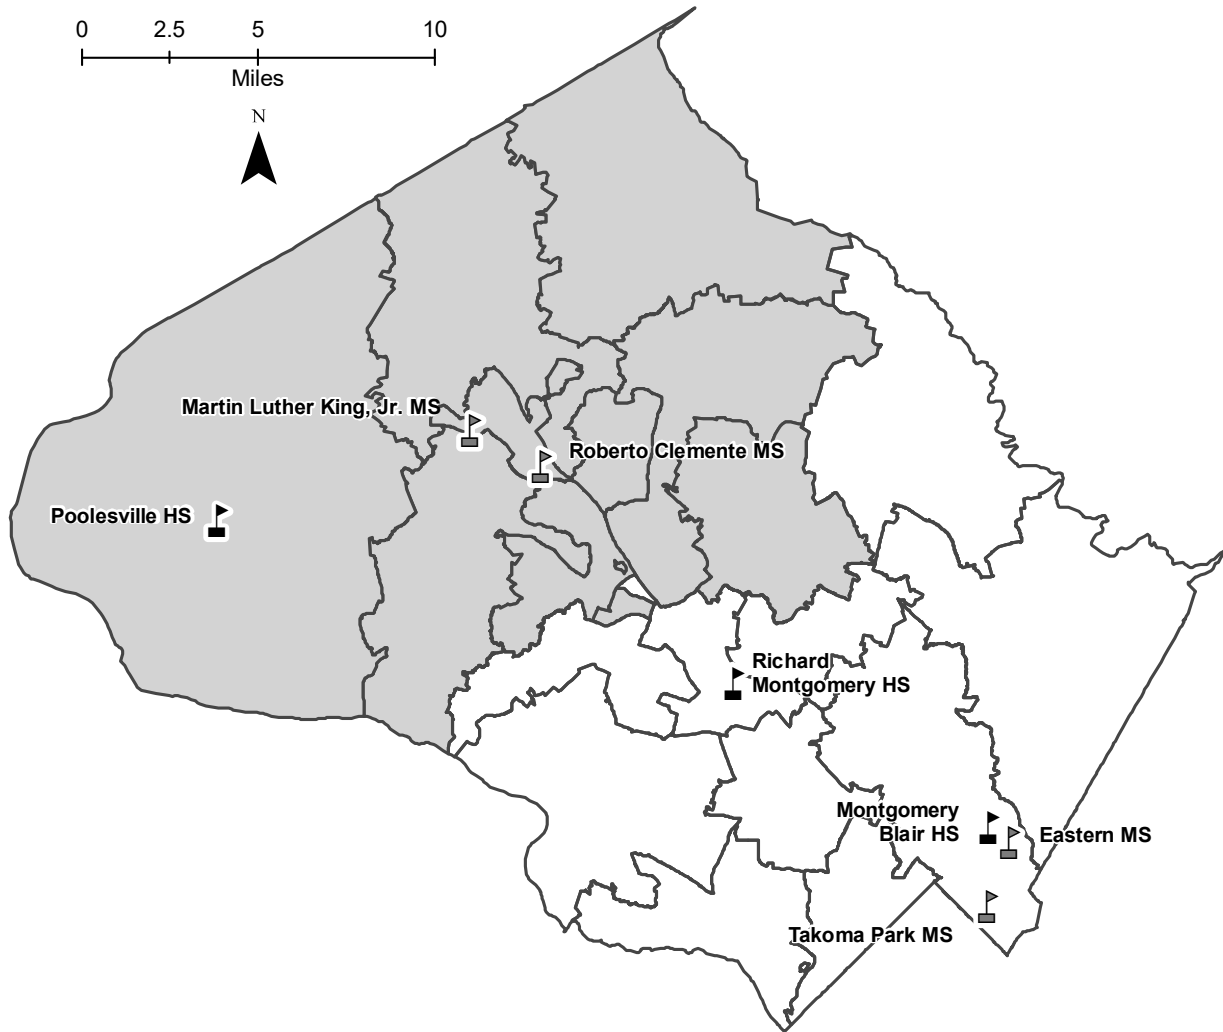 0 2.5 5 10
Miles
N
Martin Luther King, Jr. MS
Roberto Clemente MS
Poolesville HS
Richard
Montgomery HS
Montgomery
Blair HS
Eastern MS
Takoma Park MS